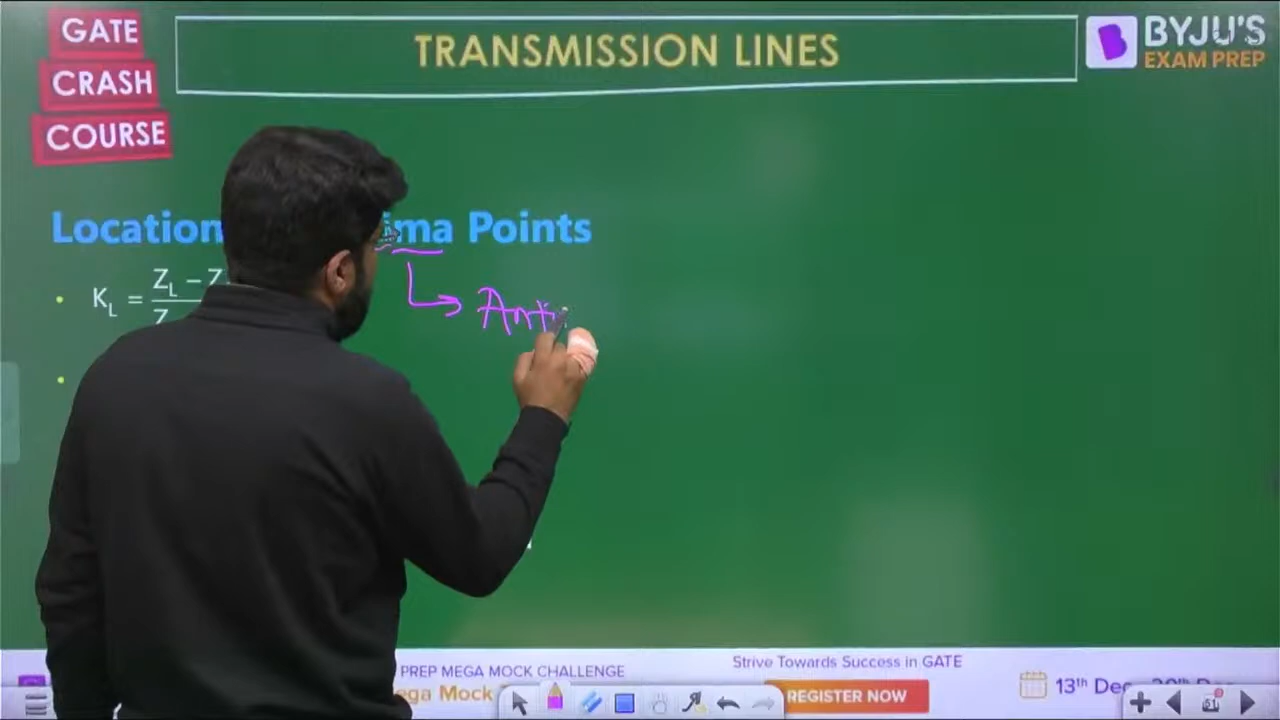 GATE
CRASH
COURSE
TRANSMISSION LINES
BYJU'S
EXAM PREP
Location ima Points
K_L = Z_L − Z
Z
Anti
PREP MEGA MOCK CHALLENGE
ega Mock
Strive Towards Success in GATE
REGISTER NOW
13th Dec